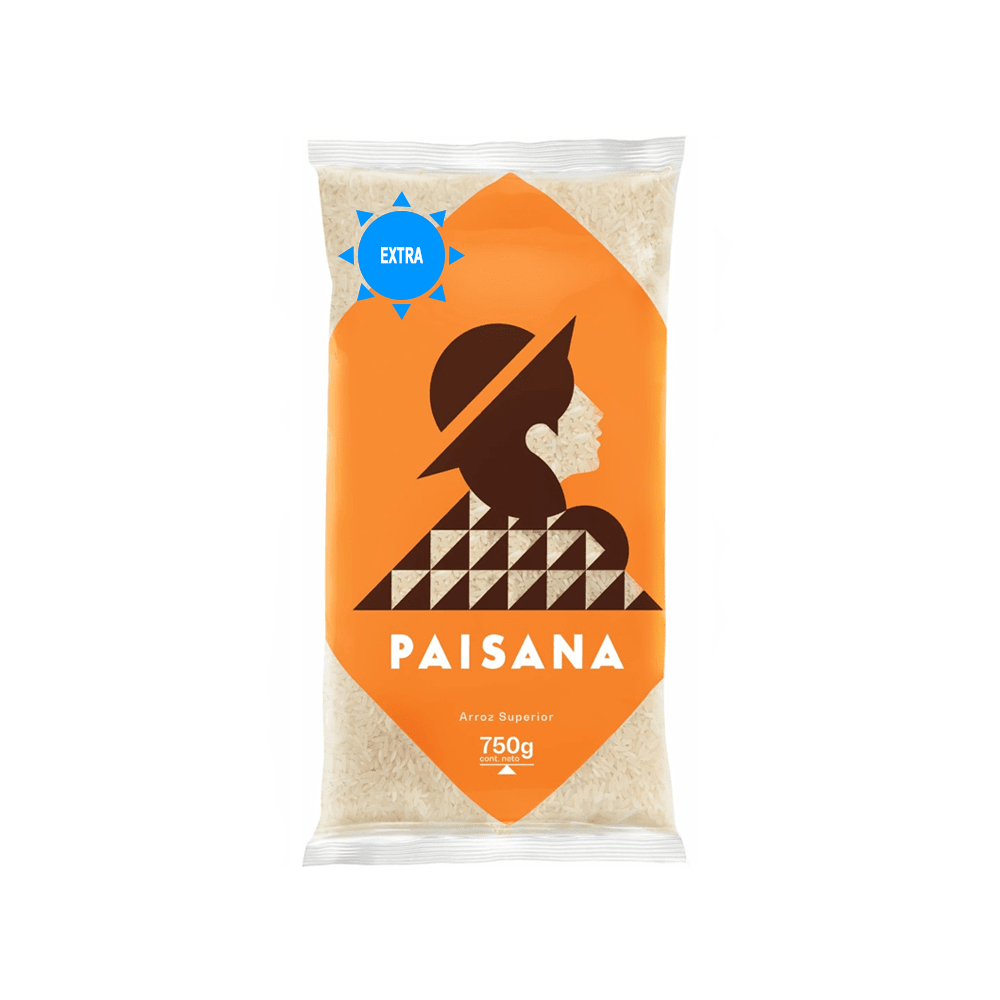 EXTRA
PAISANA
Arroz Superior
750g
cont. neto